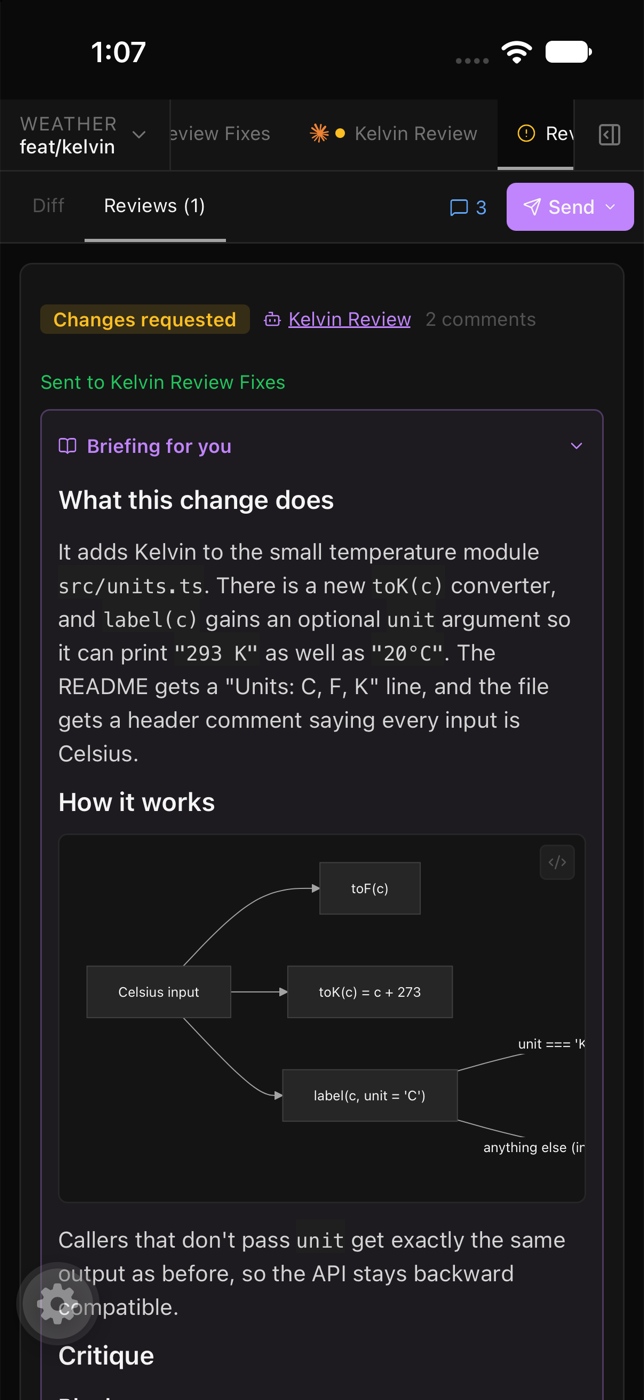 1:07
WEATHER
feat/kelvin
eview Fixes
Kelvin Review
Rev
Diff
Reviews (1)
3
Send
Changes requested
Kelvin Review
2 comments
Sent to Kelvin Review Fixes
Briefing for you
What this change does
It adds Kelvin to the small temperature module
src/units.ts. There is a new toK(c) converter,
and label(c) gains an optional unit argument so
it can print "293 K" as well as "20°C". The
README gets a "Units: C, F, K" line, and the file
gets a header comment saying every input is
Celsius.
How it works
</>
toF(c)
Celsius input
toK(c) = c + 273
unit === 'K
label(c, unit = 'C')
anything else (in
Callers that don't pass unit get exactly the same
output as before, so the API stays backward
compatible.
Critique